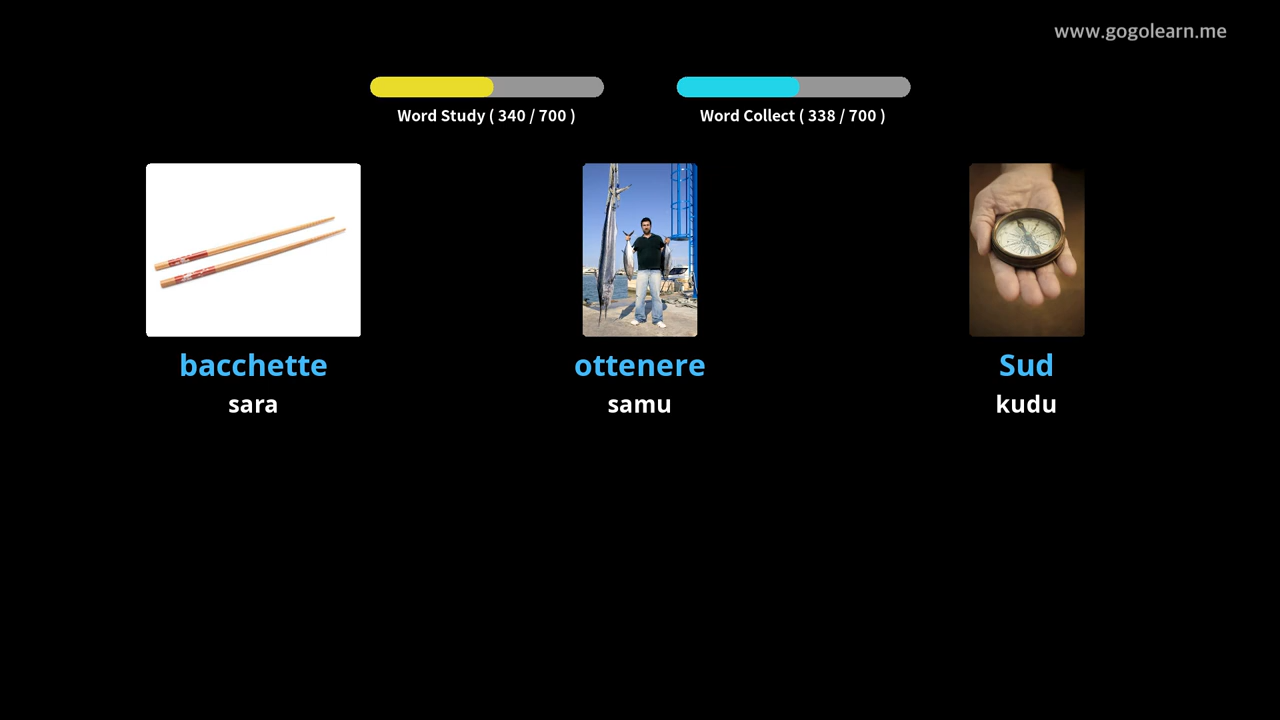 www.gogolearn.me
Word Study ( 340 / 700 )
Word Collect ( 338 / 700 )
bacchette
ottenere
Sud
sara
samu
kudu